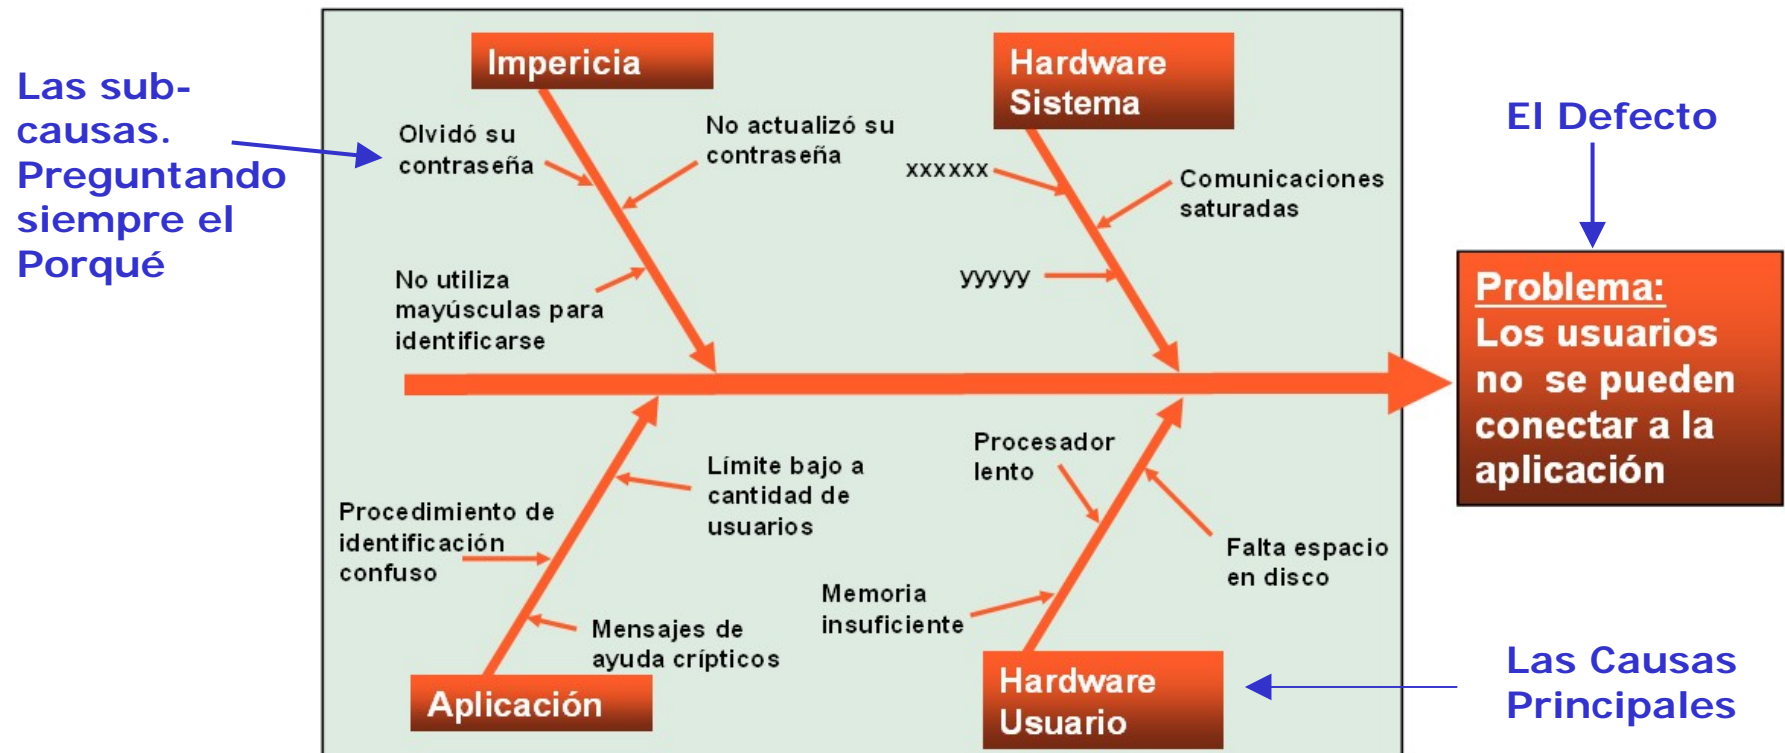 Las sub-
causas.
Preguntando
siempre el
Porqué
Impericia
Olvidó su
contraseña
No actualizó su
contraseña
No utiliza
mayúsculas para
identificarse
Hardware
Sistema
xxxxxx
Comunicaciones
saturadas
yyyyy
El Defecto
Problema:
Los usuarios
no se pueden
conectar a la
aplicación
Límite bajo a
cantidad de
usuarios
Procedimiento de
identificación
confuso
Mensajes de
ayuda crípticos
Aplicación
Procesador
lento
Falta espacio
en disco
Memoria
insuficiente
Hardware
Usuario
Las Causas
Principales